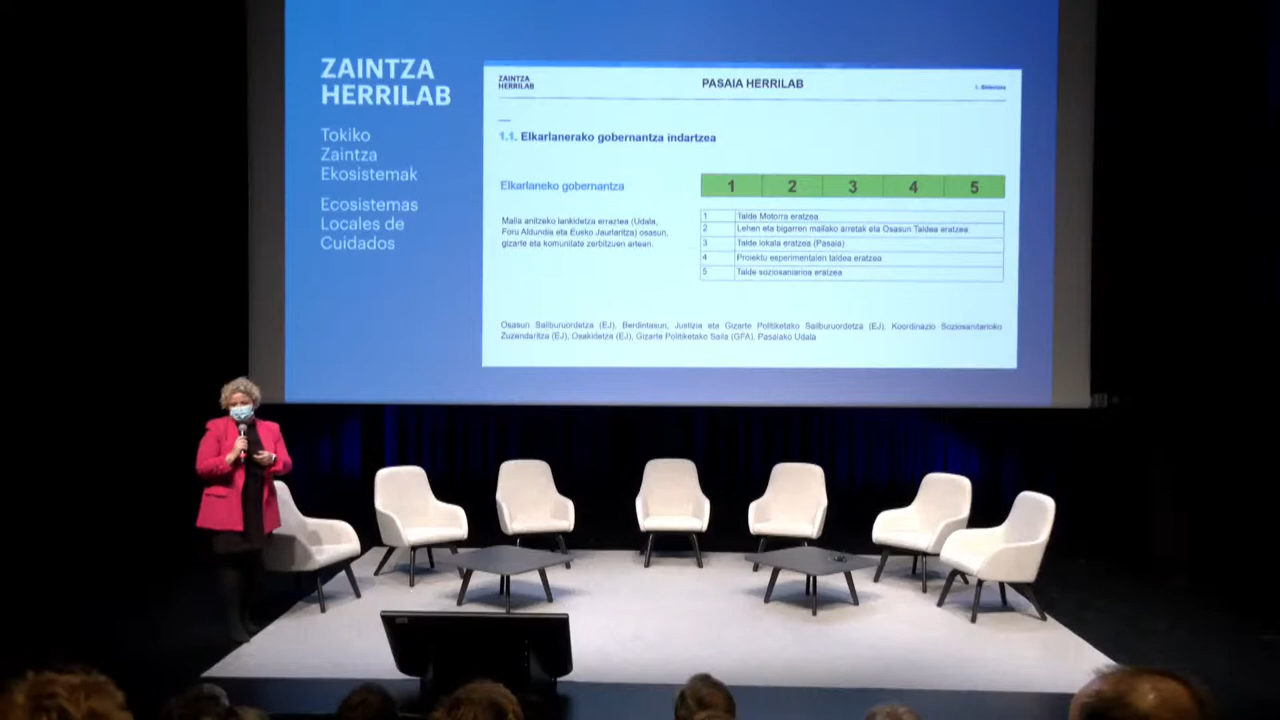 ZAINTZA
HERRILAB
Tokiko
Zaintza
Ekosistemak
Ecosistemas
Locales de
Cuidados
ZAINTZA
HERRILAB
PASAIA HERRILAB
1.1. Elkarlanerako gobernantza indartzea
Elkarlaneko gobernantza
1 2 3 4 5
Maila anitzeko lankidetza erraztea (Udala,
Foru Aldundia eta Eusko Jaurlaritza) osasun,
gizarte eta komunitate zerbitzuen artean.
1 Talde Motorra eratzea
2 Lehen eta bigarren mailako arretak eta Osasun Taldea eratzea
3 Talde lokala eratzea (Pasaia)
4 Proiektu esperimentalen taldea eratzea
5 Talde soziosanitarioa eratzea
Osasun Sailburuordetza (EJ), Berdintasun, Justizia eta Gizarte Politiketako Sailburuordetza (EJ), Koordinazio Soziosanitarioko
Zuzendaritza (EJ), Osakidetza (EJ), Gizarte Politiketako Saila (GFA), Pasaiako Udala